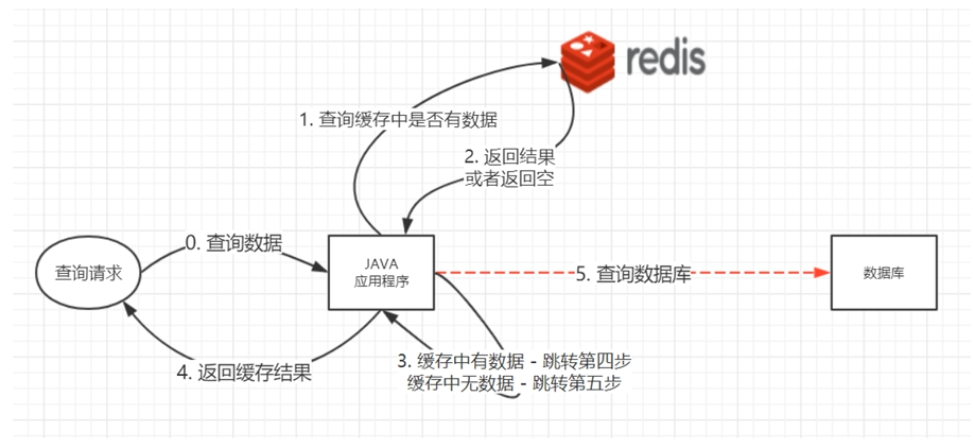 redis
1. 查询缓存中是否有数据
2. 返回结果
或者返回空
0. 查询数据
查询请求
JAVA
应用程序
5. 查询数据库
数据库
3. 缓存中有数据 - 跳转第四步
缓存中无数据 - 跳转第五步
4. 返回缓存结果